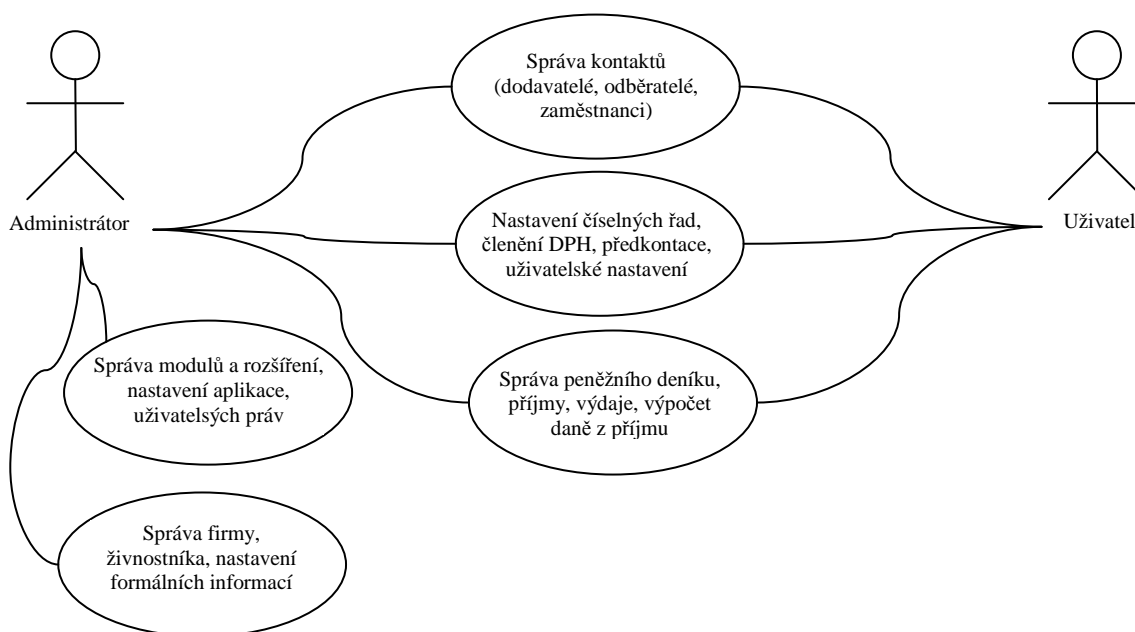 Správa kontaktů
(dodavatelé, odběratelé,
zaměstnanci)
Administrátor
Nastavení číselných řad,
členění DPH, předkontace,
uživatelské nastavení
Uživatel
Správa modulů a rozšíření,
nastavení aplikace,
uživatelsých práv
Správa peněžního deníku,
příjmy, výdaje, výpočet
daně z příjmu
Správa firmy,
živnostníka, nastavení
formálních informací